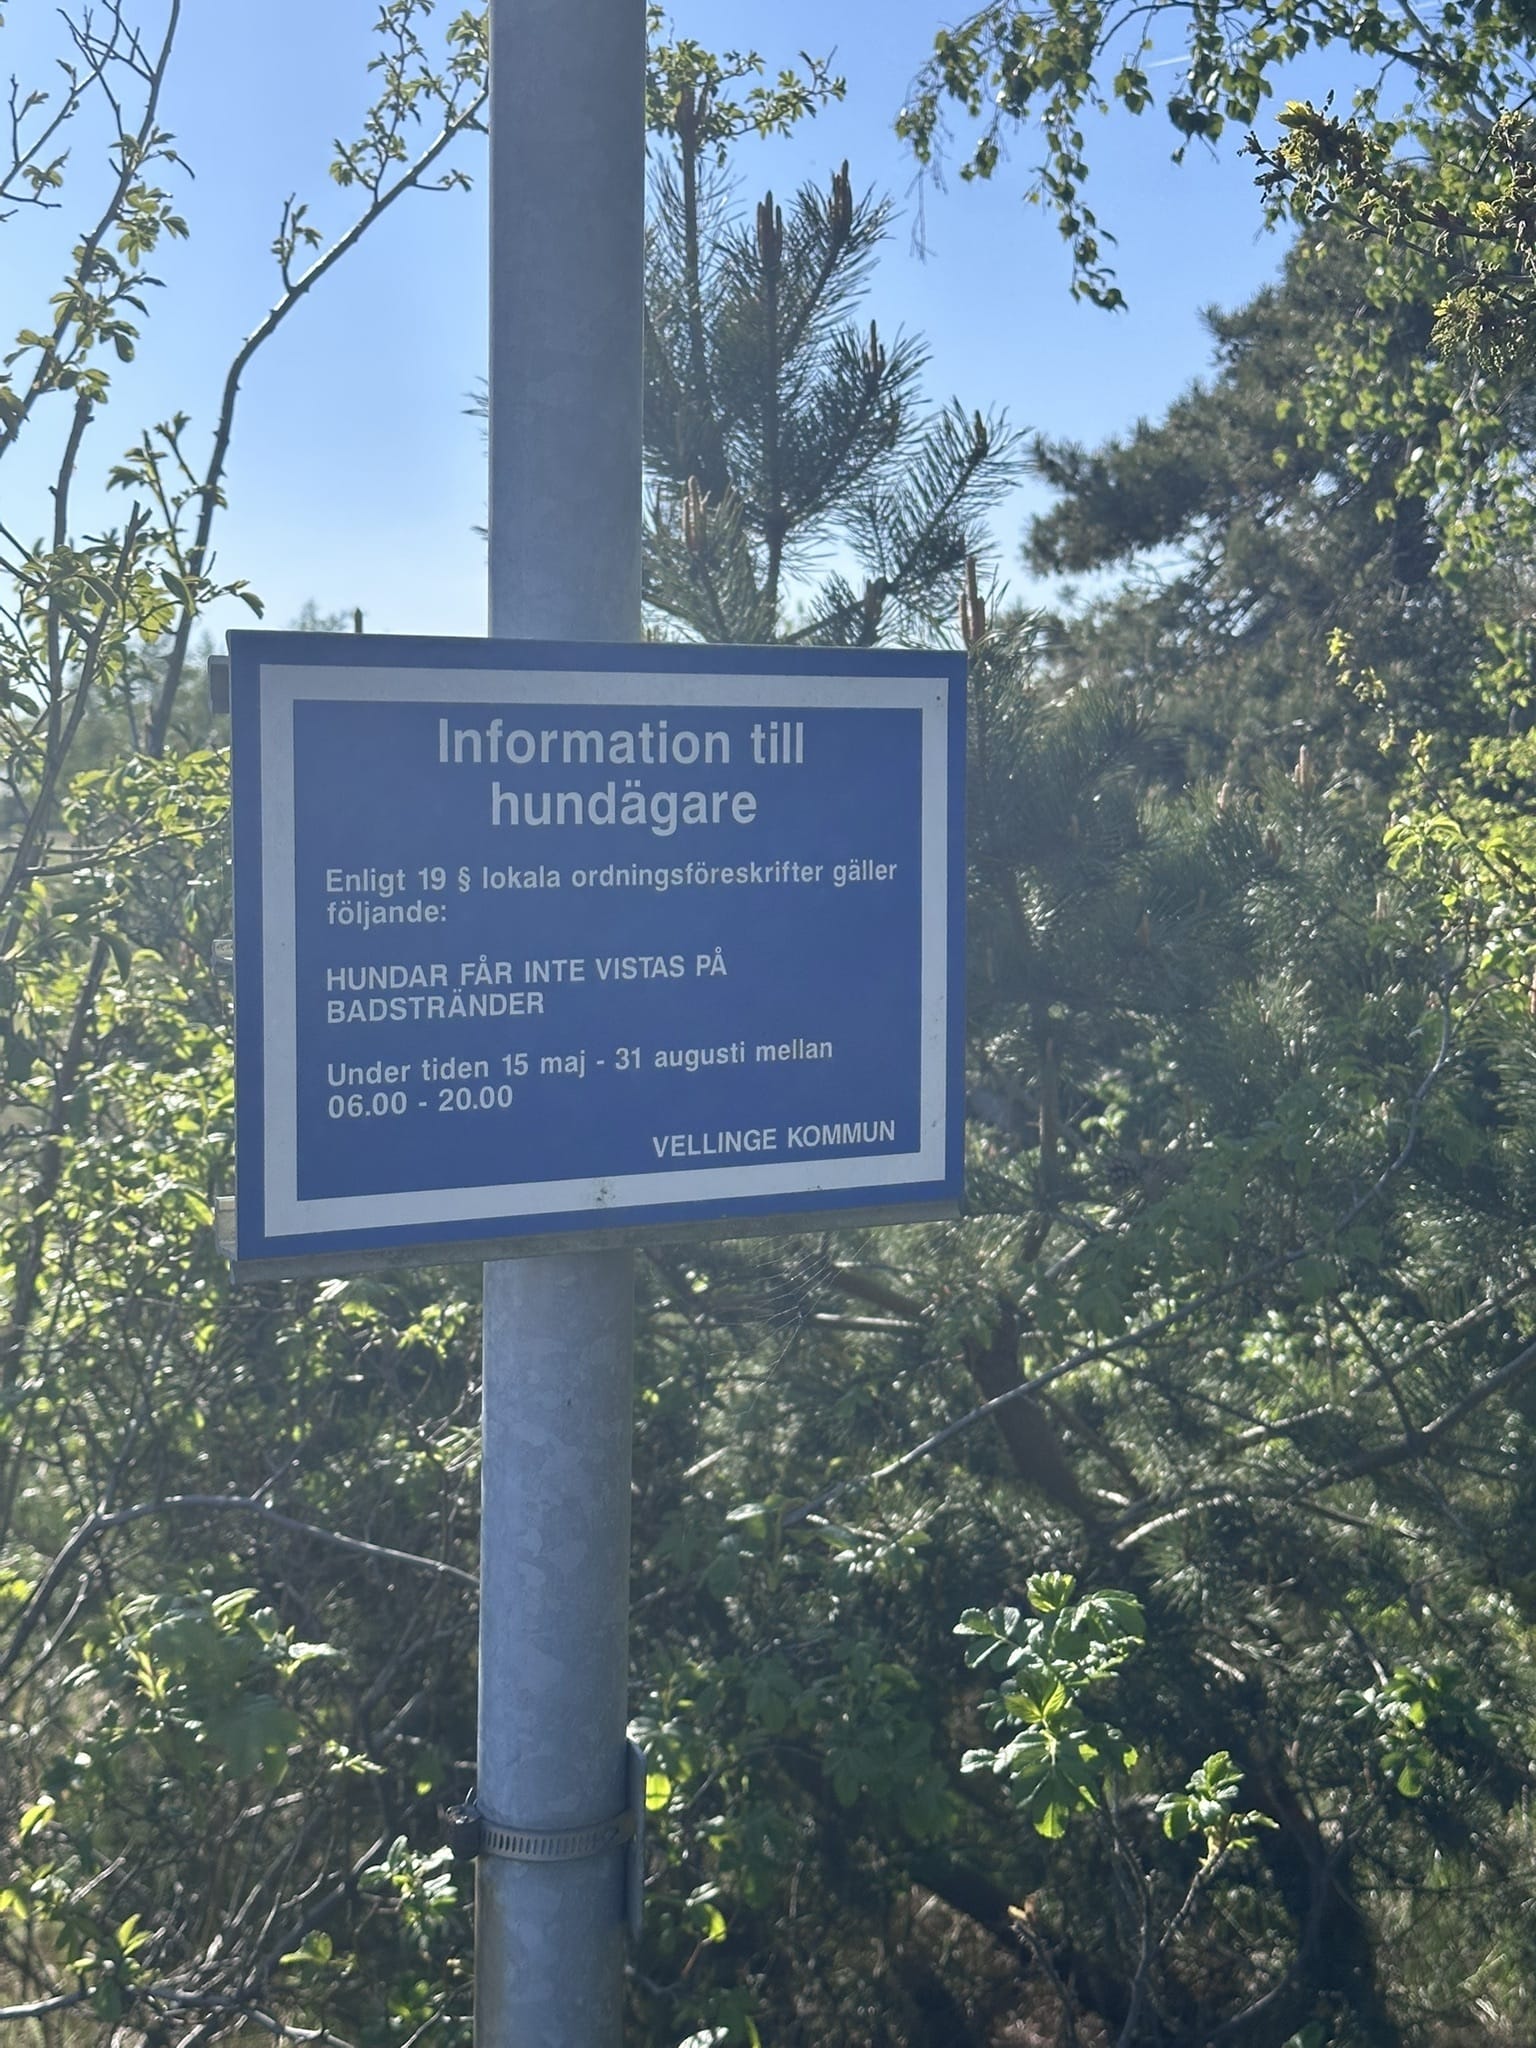 Information till
hundägare
Enligt 19 § lokala ordningsföreskrifter gäller
följande:
HUNDAR FÅR INTE VISTAS PÅ
BADSTRÄNDER
Under tiden 15 maj - 31 augusti mellan
06.00 - 20.00
VELLINGE KOMMUN